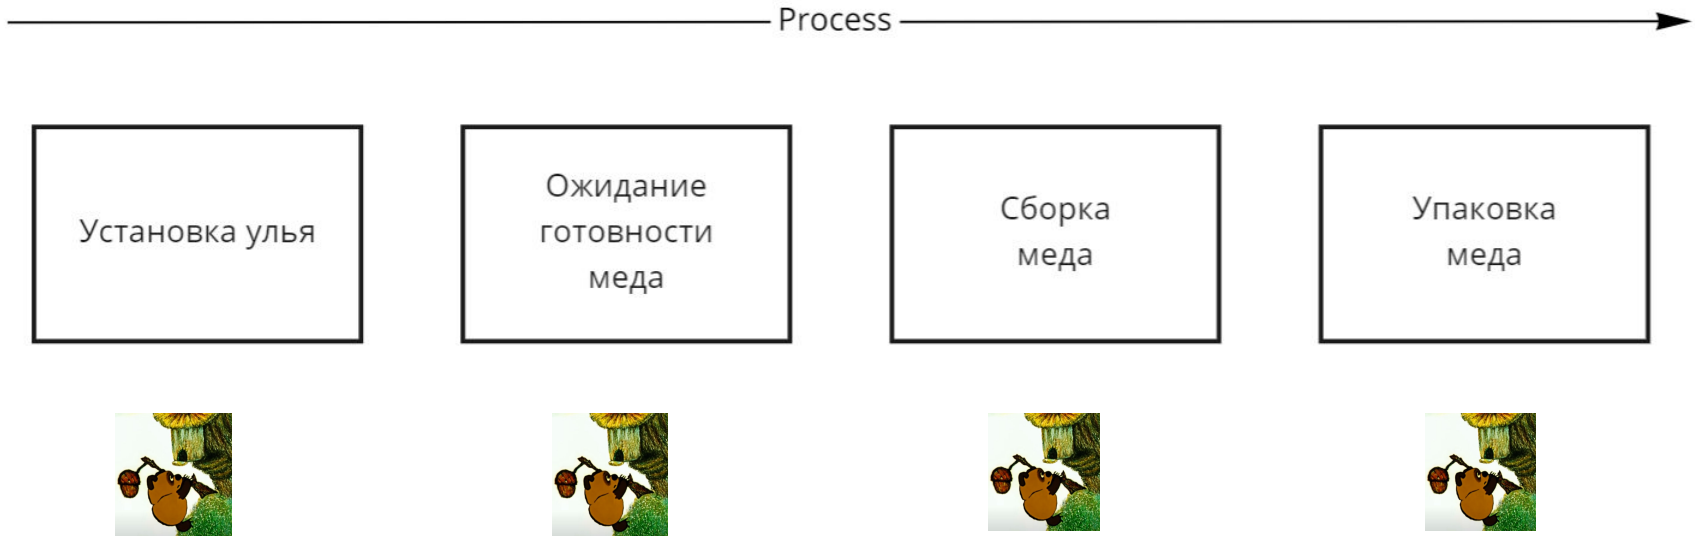 Process
Установка улья
Ожидание
готовности
меда
Сборка
меда
Упаковка
меда